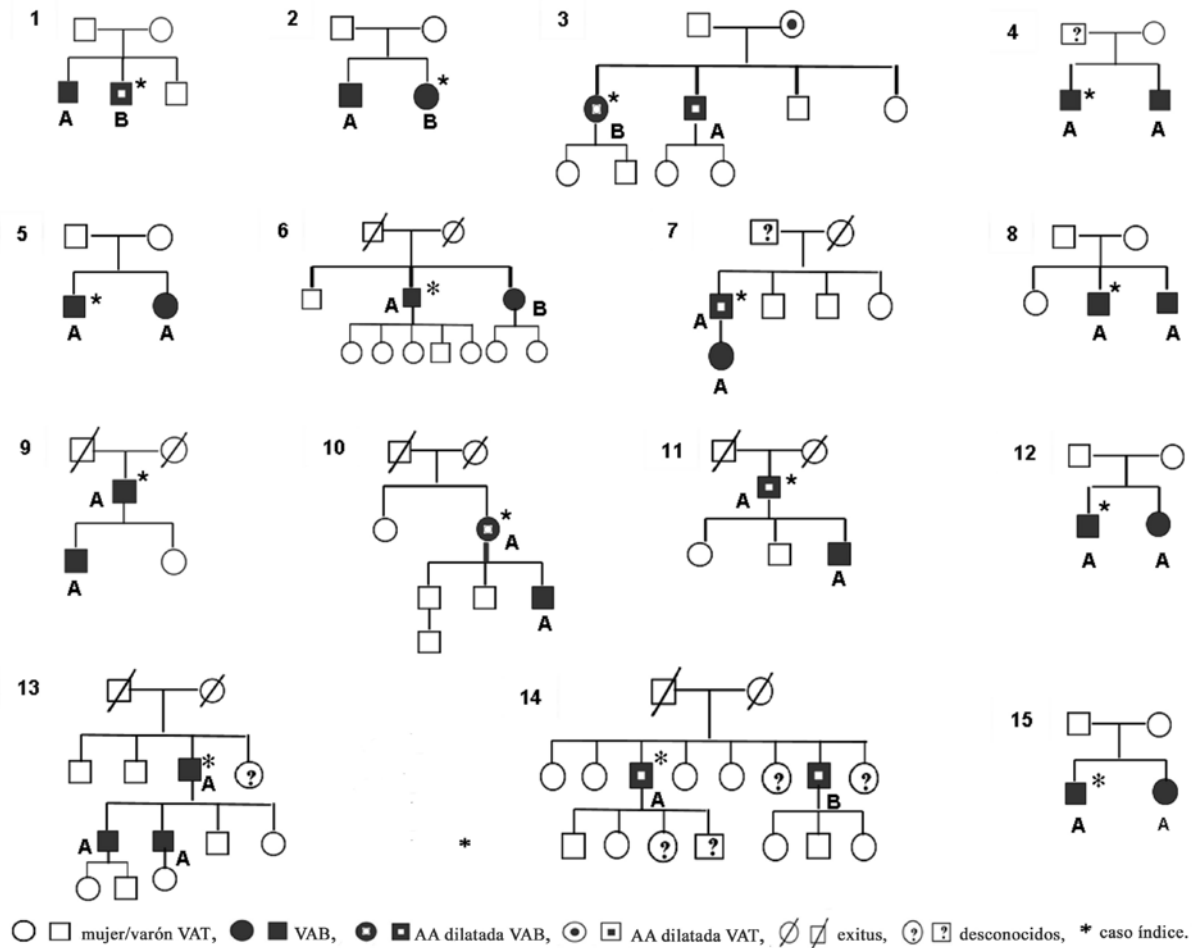 1
2
3
4
*
A
B
*
A
B
*
B
A
*
A
A
5
6
7
8
*
A
A
*
A
B
?
*
A
A
*
A
A
?
9
10
11
12
*
A
A
*
A
A
*
A
A
*
A
A
13
14
15
*
A
?
A
A
*
*
A
?
B
?
?
?
*
A
A
mujer/varón VAT, VAB, AA dilatada VAB, AA dilatada VAT, exitus, ? ? desconocidos, * caso índice.